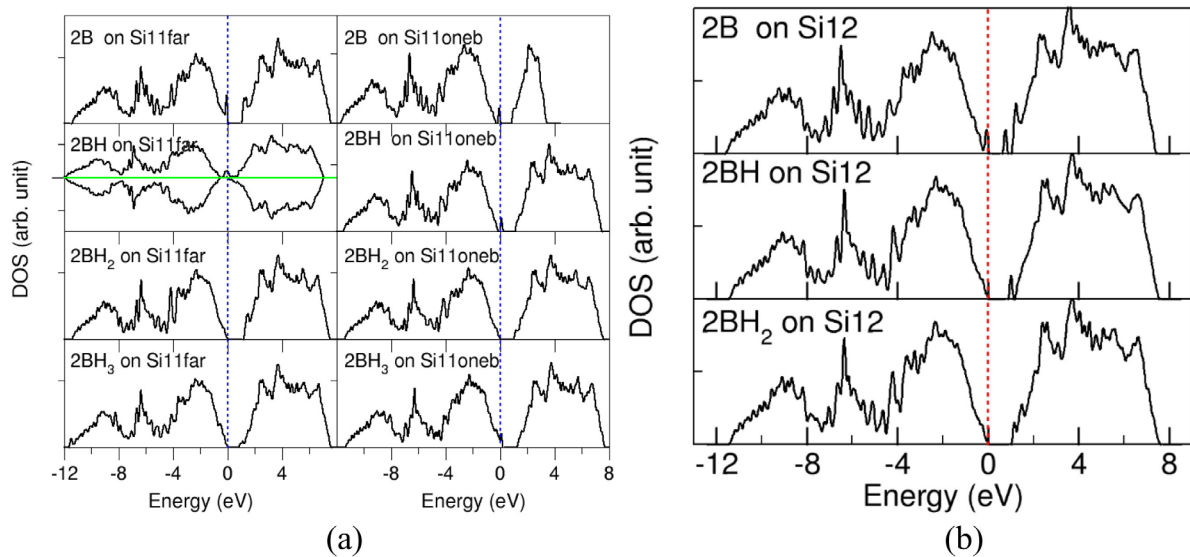 2B on Si11far
2B on Si11oneb
2BH on Si11far
2BH on Si11oneb
2BH₂ on Si11far
2BH₂ on Si11oneb
2BH₃ on Si11far
2BH₃ on Si11oneb
DOS (arb. unit)
-12 -8 -4 0 4 -8 -4 0 4 8
Energy (eV) Energy (eV)
(a)
2B on Si12
2BH on Si12
2BH₂ on Si12
DOS (arb. unit)
-12 -8 -4 0 4 8
Energy (eV)
(b)